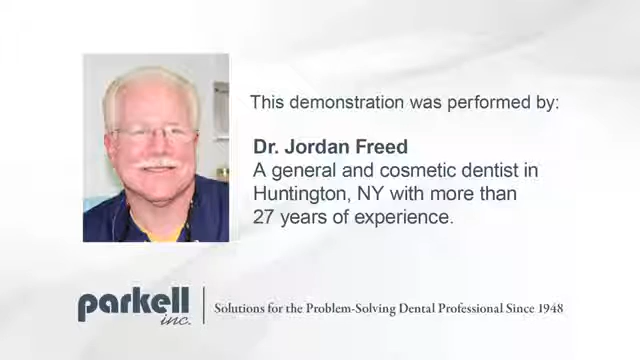 This demonstration was performed by:
Dr. Jordan Freed
A general and cosmetic dentist in
Huntington, NY with more than
27 years of experience.
parkell inc.
Solutions for the Problem-Solving Dental Professional Since 1948